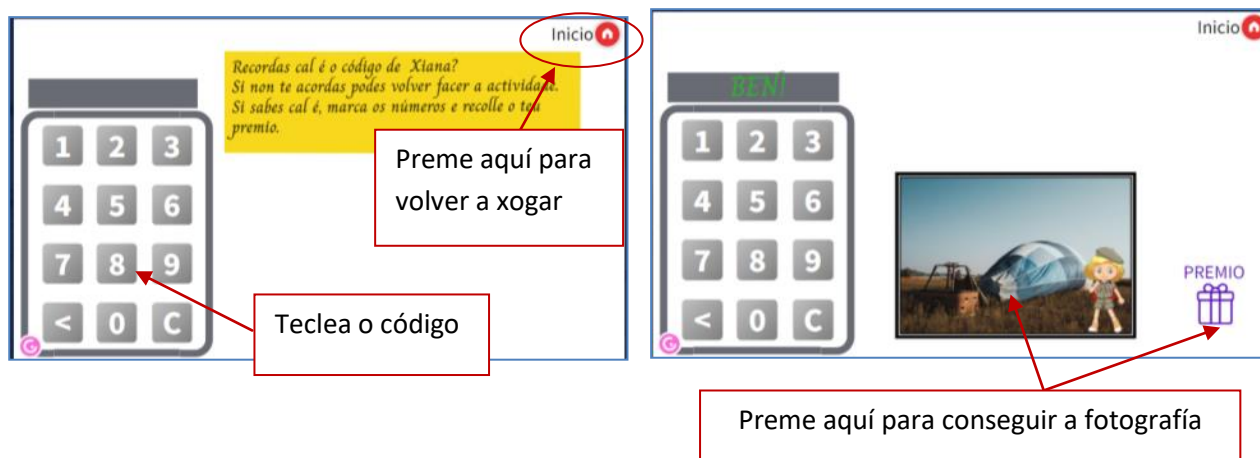 Inicio
Recordas cal é o código de Xiana?
Si non te acordas podes volver facer a actividade.
Si sabes cal é, marca os números e recolle o teu
premio.
1 2 3
4 5 6
7 8 9
< 0 C
G
Preme aquí para
volver a xogar
Teclea o código
Inicio
BEN!
1 2 3
4 5 6
7 8 9
< 0 C
G
PREMIO
Preme aquí para conseguir a fotografía